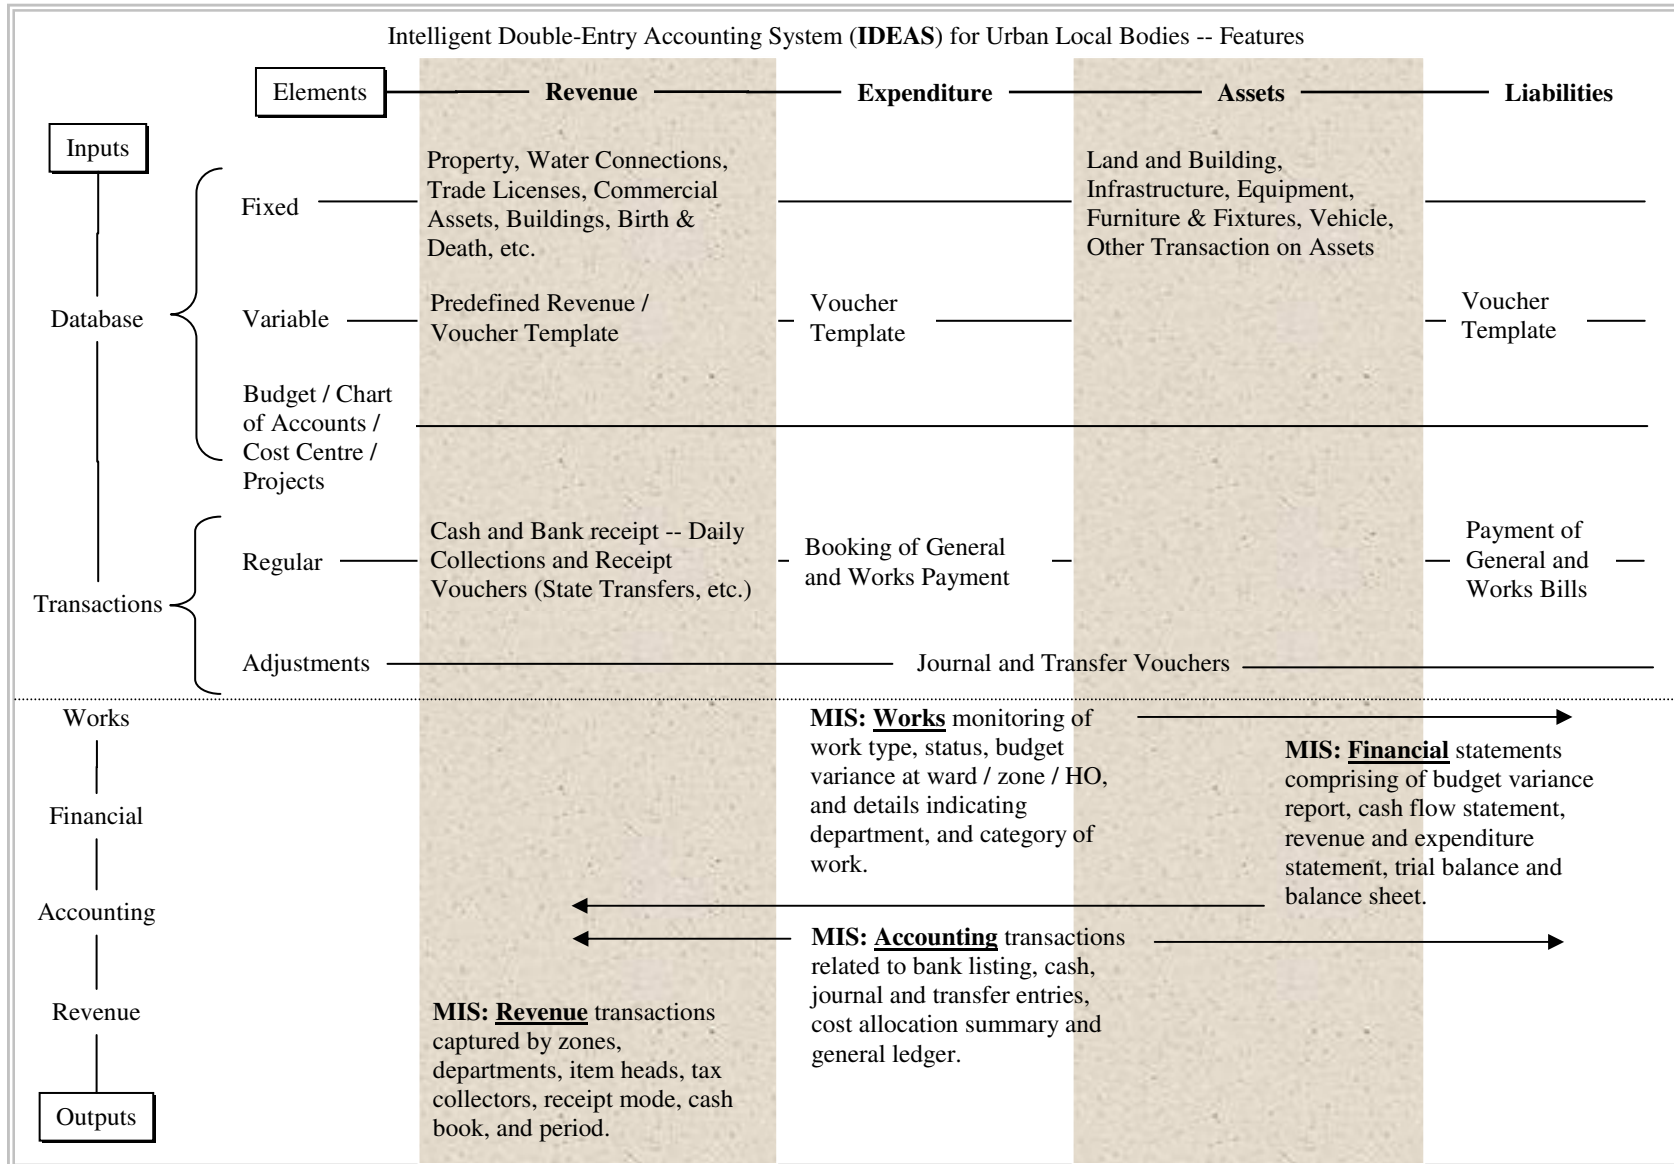 Intelligent Double-Entry Accounting System (IDEAS) for Urban Local Bodies -- Features
Elements
Revenue
Expenditure
Assets
Liabilities
Inputs
Database
Fixed
Property, Water Connections,
Trade Licenses, Commercial
Assets, Buildings, Birth &
Death, etc.
Land and Building,
Infrastructure, Equipment,
Furniture & Fixtures, Vehicle,
Other Transaction on Assets
Variable
Predefined Revenue /
Voucher Template
Voucher
Template
Voucher
Template
Budget / Chart
of Accounts /
Cost Centre /
Projects
Transactions
Regular
Cash and Bank receipt -- Daily
Collections and Receipt
Vouchers (State Transfers, etc.)
Booking of General
and Works Payment
Payment of
General and
Works Bills
Adjustments
Journal and Transfer Vouchers
Works
Financial
Accounting
Revenue
Outputs
MIS: Works monitoring of
work type, status, budget
variance at ward / zone / HO,
and details indicating
department, and category of
work.
MIS: Financial statements
comprising of budget variance
report, cash flow statement,
revenue and expenditure
statement, trial balance and
balance sheet.
MIS: Accounting transactions
related to bank listing, cash,
journal and transfer entries,
cost allocation summary and
general ledger.
MIS: Revenue transactions
captured by zones,
departments, item heads, tax
collectors, receipt mode, cash
book, and period.